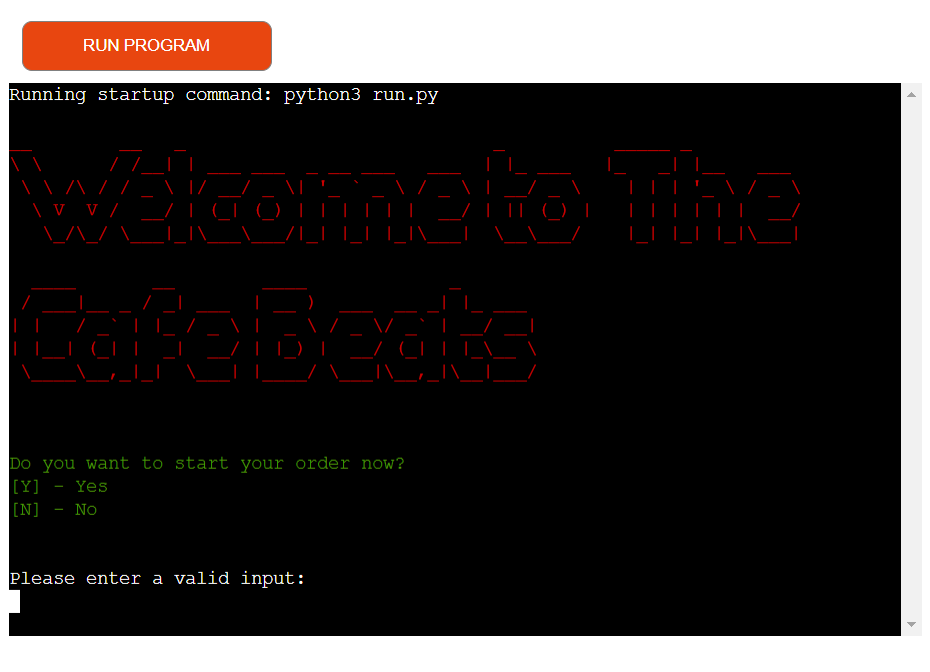 RUN PROGRAM
Running startup command: python3 run.py
Welcome to The
Cafe Beats
Do you want to start your order now?
[Y] - Yes
[N] - No
Please enter a valid input: